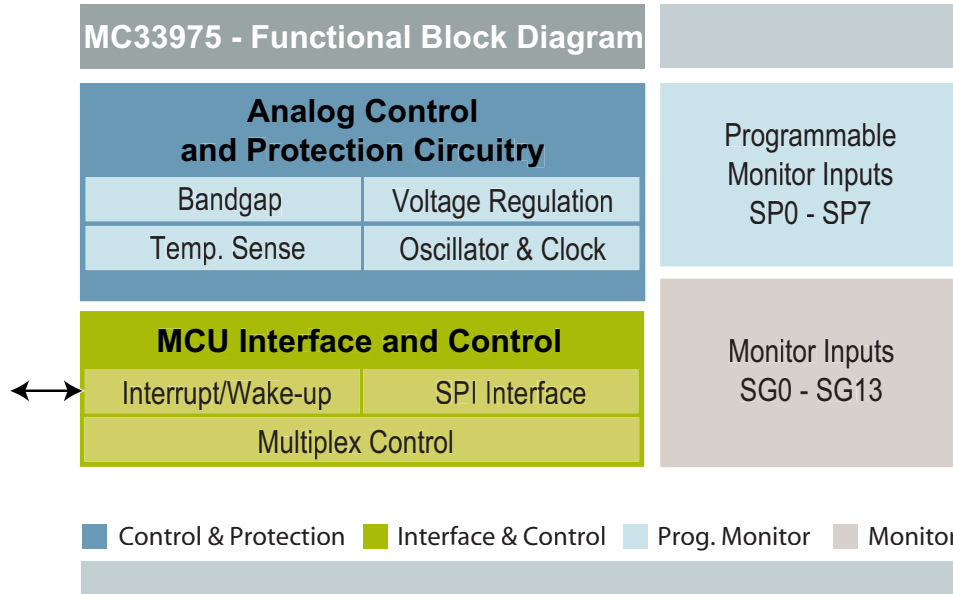 MC33975 - Functional Block Diagram
Analog Control
and Protection Circuitry
Bandgap
Voltage Regulation
Temp. Sense
Oscillator & Clock
MCU Interface and Control
Interrupt/Wake-up
SPI Interface
Multiplex Control
Programmable
Monitor Inputs
SP0 - SP7
Monitor Inputs
SG0 - SG13
Control & Protection
Interface & Control
Prog. Monitor
Monitor